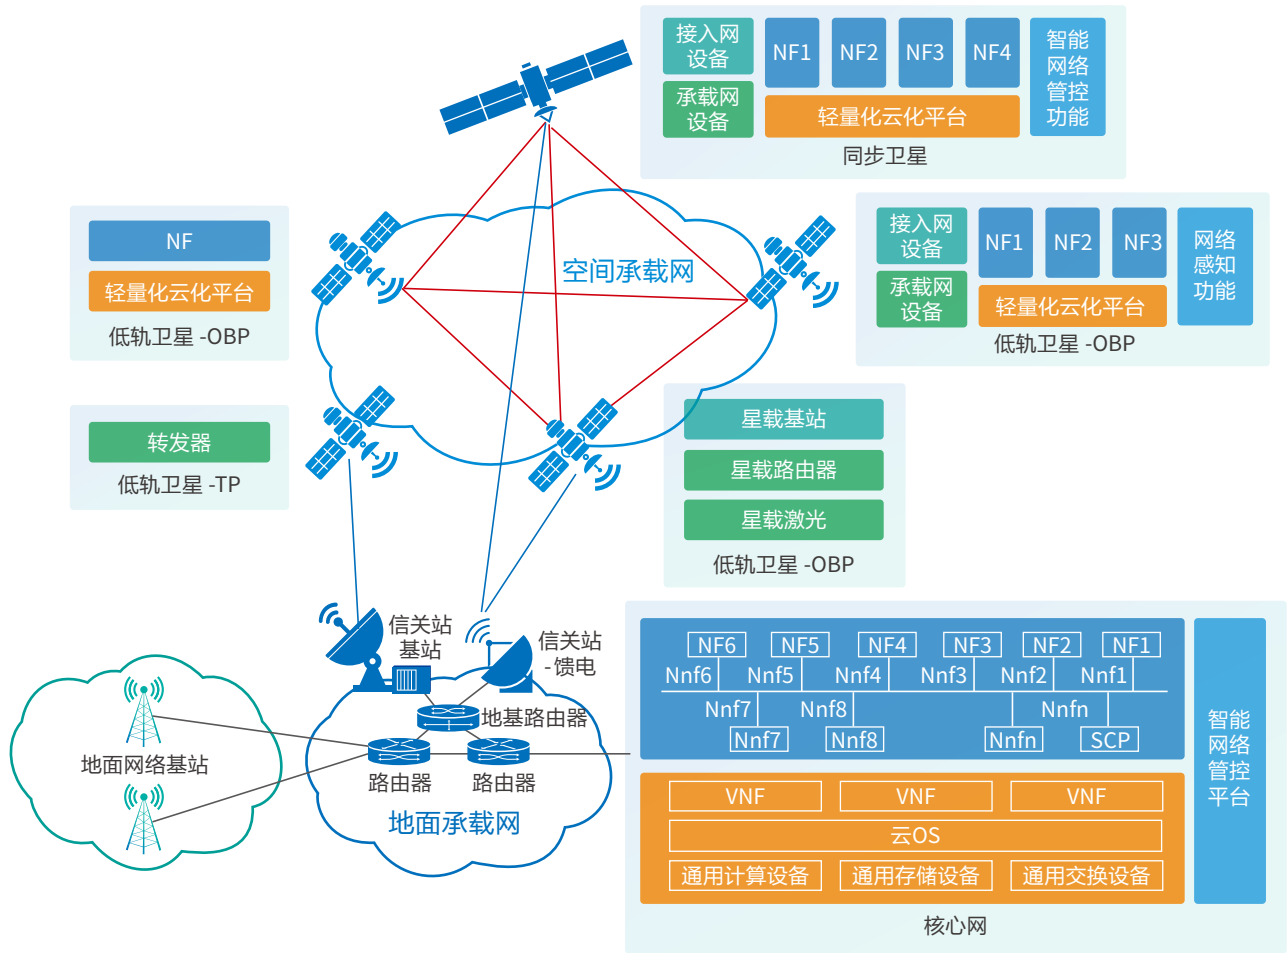 接入网
设备
承载网
设备
NF1
NF2
NF3
NF4
轻量化云化平台
智能
网络
管控
功能
同步卫星
NF
轻量化云化平台
低轨卫星 -OBP
空间承载网
接入网
设备
承载网
设备
NF1
NF2
NF3
轻量化云化平台
网络
感知
功能
低轨卫星 -OBP
转发器
低轨卫星 -TP
星载基站
星载路由器
星载激光
低轨卫星 -OBP
信关站
基站
信关站
-馈电
地基路由器
路由器
路由器
地面承载网
地面网络基站
NF6
NF5
NF4
NF3
NF2
NF1
Nnf6
Nnf5
Nnf4
Nnf3
Nnf2
Nnf1
Nnf7
Nnf8
Nnfn
Nnf7
Nnf8
Nnfn
SCP
VNF
VNF
VNF
云OS
通用计算设备
通用存储设备
通用交换设备
智能
网络
管控
平台
核心网